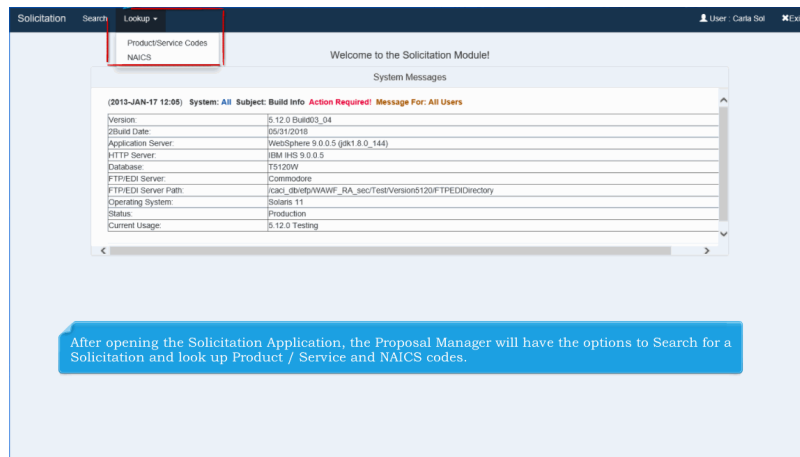 Solicitation Search Lookup User : Carla Sol Exi
Product/Service Codes
NAICS
Welcome to the Solicitation Module!
System Messages
(2013-JAN-17 12:05) System: All Subject: Build Info Action Required! Message For: All Users
Version: 5.12.0 Build03_04
2Build Date: 05/31/2018
Application Server: WebSphere 9.0.0.5 (jdk1.8.0_144)
HTTP Server: IBM IHS 9.0.0.5
Database: T5120W
FTP/EDI Server: Commodore
FTP/EDI Server Path: /caci_db/efp/WAWF_RA_sec/Test/Version5120/FTPEDIDirectory
Operating System: Solaris 11
Status: Production
Current Usage: 5.12.0 Testing
After opening the Solicitation Application, the Proposal Manager will have the options to Search for a
Solicitation and look up Product / Service and NAICS codes.